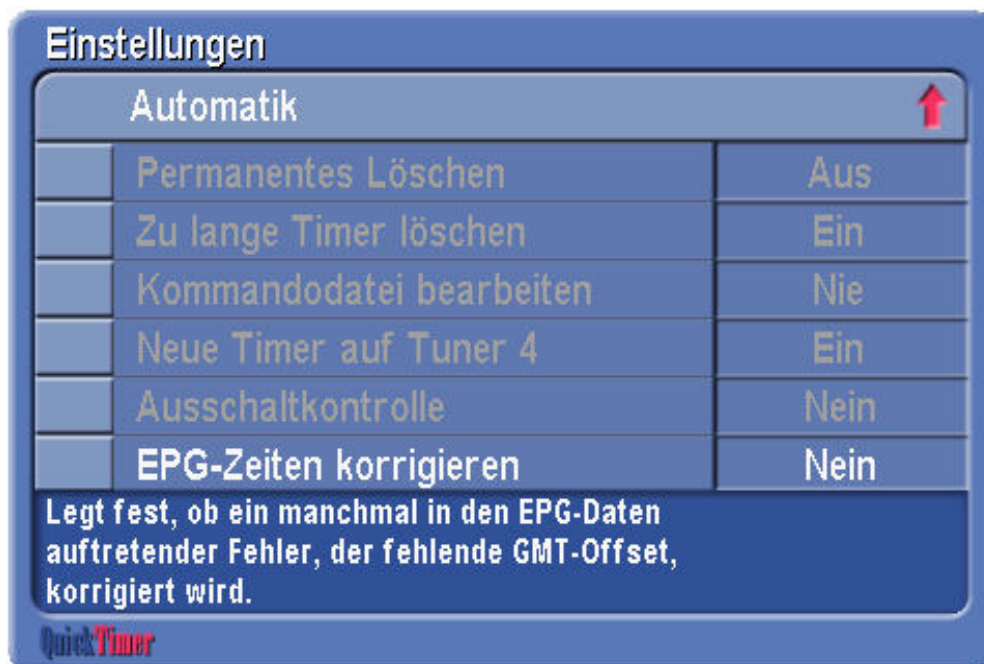 Einstellungen
Automatik
Permanentes Löschen Aus
Zu lange Timer löschen Ein
Kommandodatei bearbeiten Nie
Neue Timer auf Tuner 4 Ein
Ausschaltkontrolle Nein
EPG-Zeiten korrigieren Nein
Legt fest, ob ein manchmal in den EPG-Daten
auftretender Fehler, der fehlende GMT-Offset,
korrigiert wird.
QuickTimer